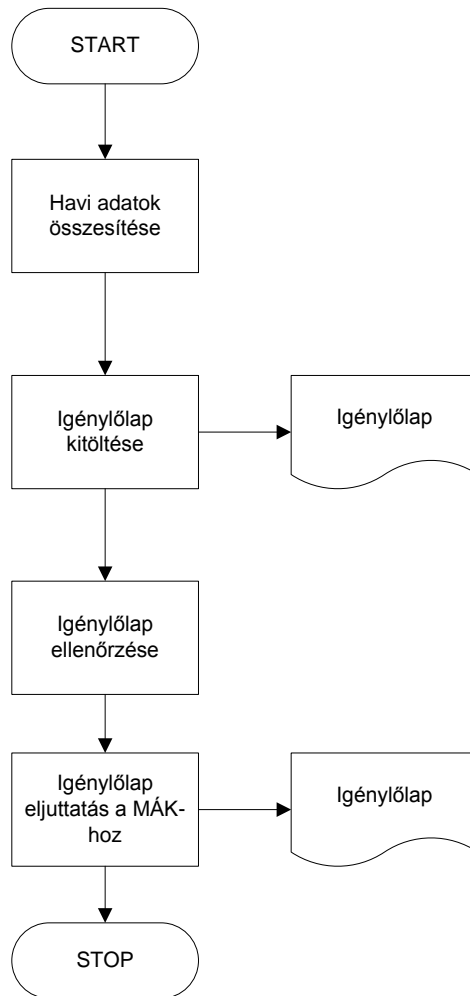 START
Havi adatok
összesítése
Igénylőlap
kitöltése
Igénylőlap
Igénylőlap
ellenőrzése
Igénylőlap
eljuttatás a MÁK-
hoz
Igénylőlap
STOP